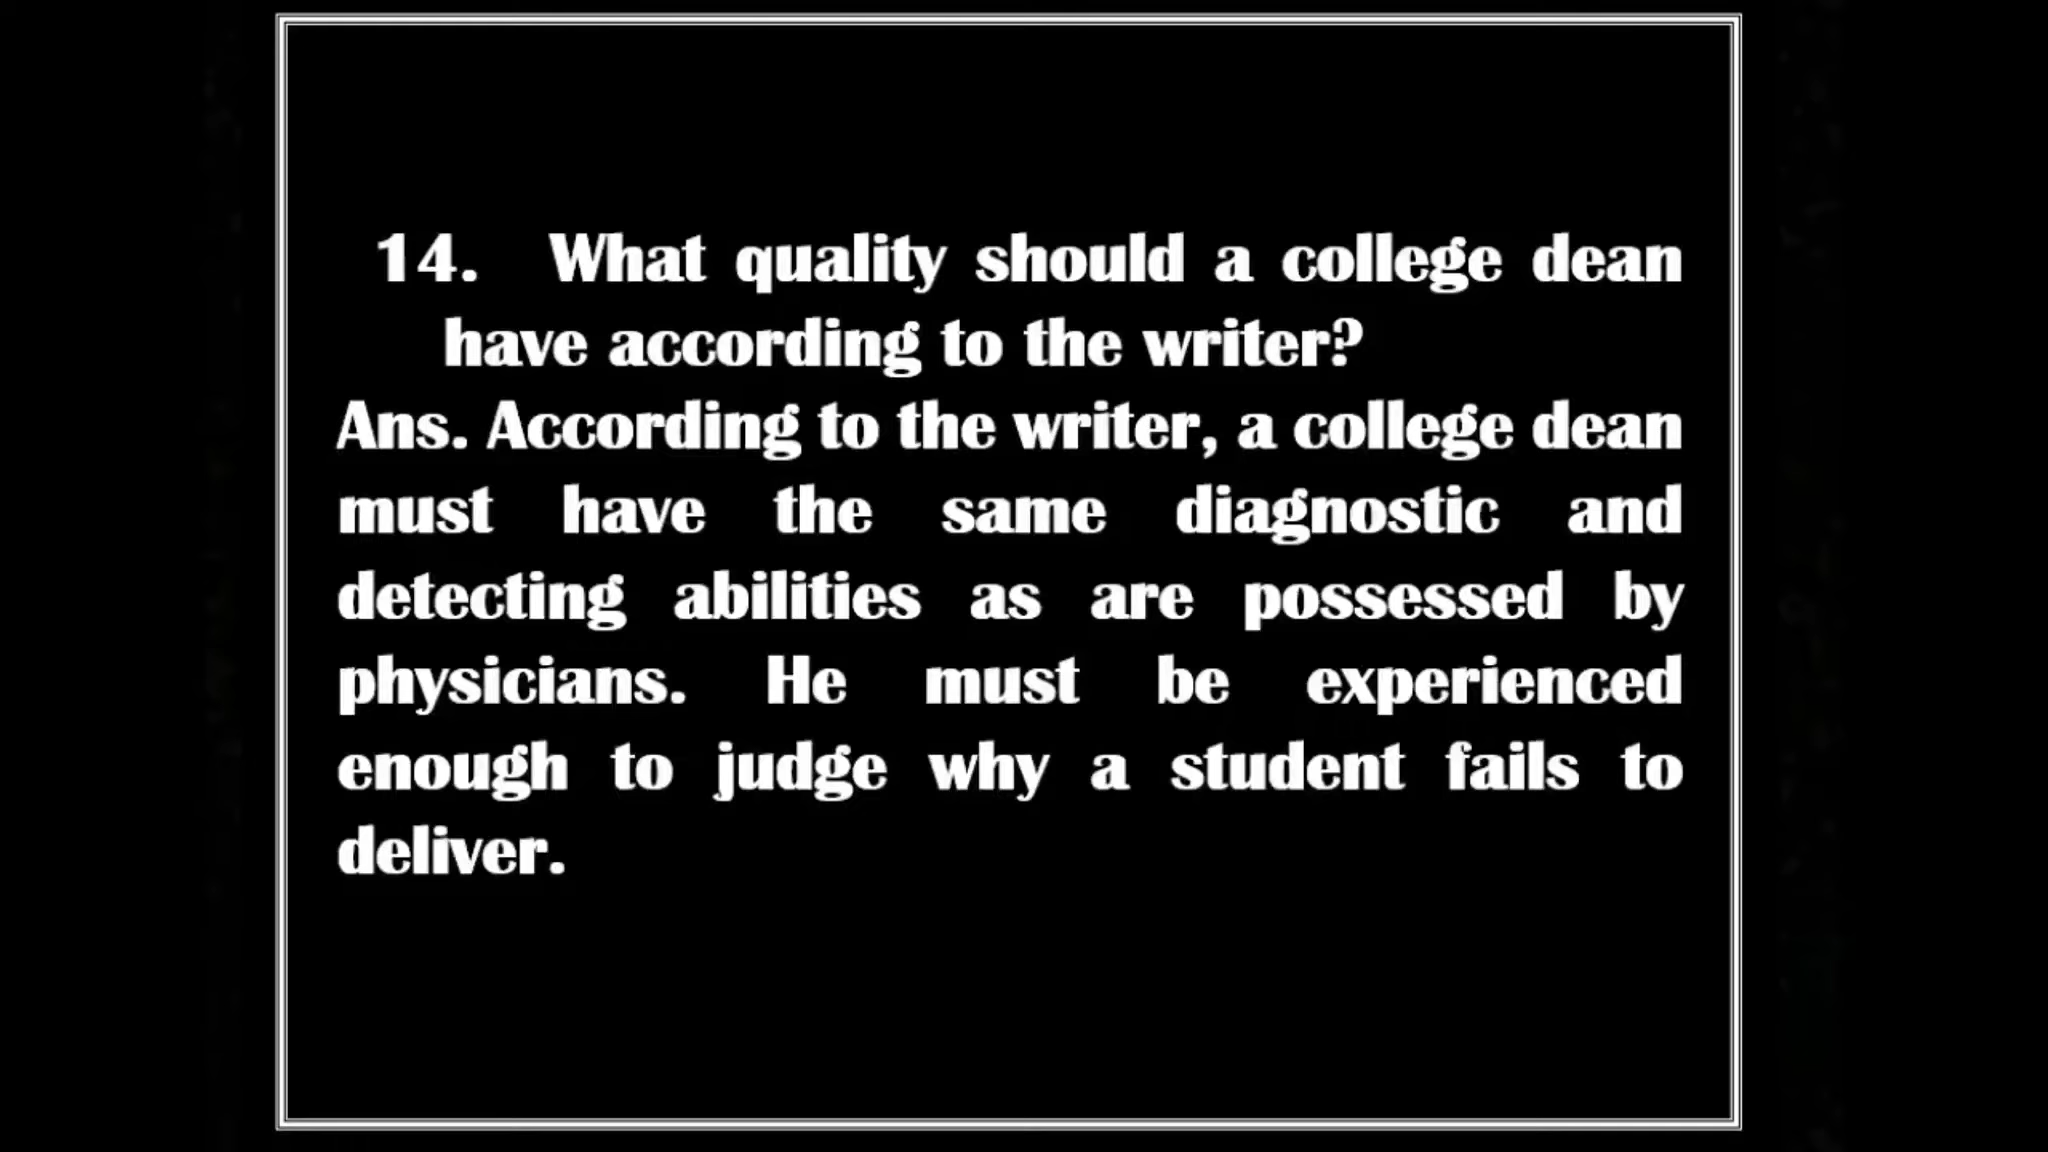 14. What quality should a college dean
have according to the writer?
Ans. According to the writer, a college dean
must have the same diagnostic and
detecting abilities as are possessed by
physicians. He must be experienced
enough to judge why a student fails to
deliver.